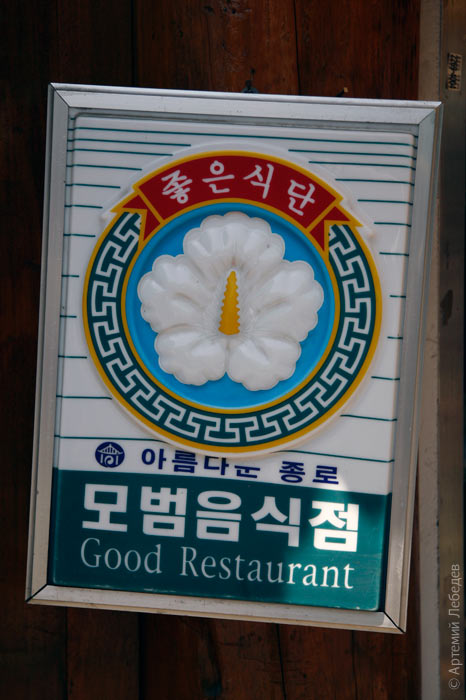 좋은식단
아름다운 종로
모범음식점
Good Restaurant
© Артемий Лебедев